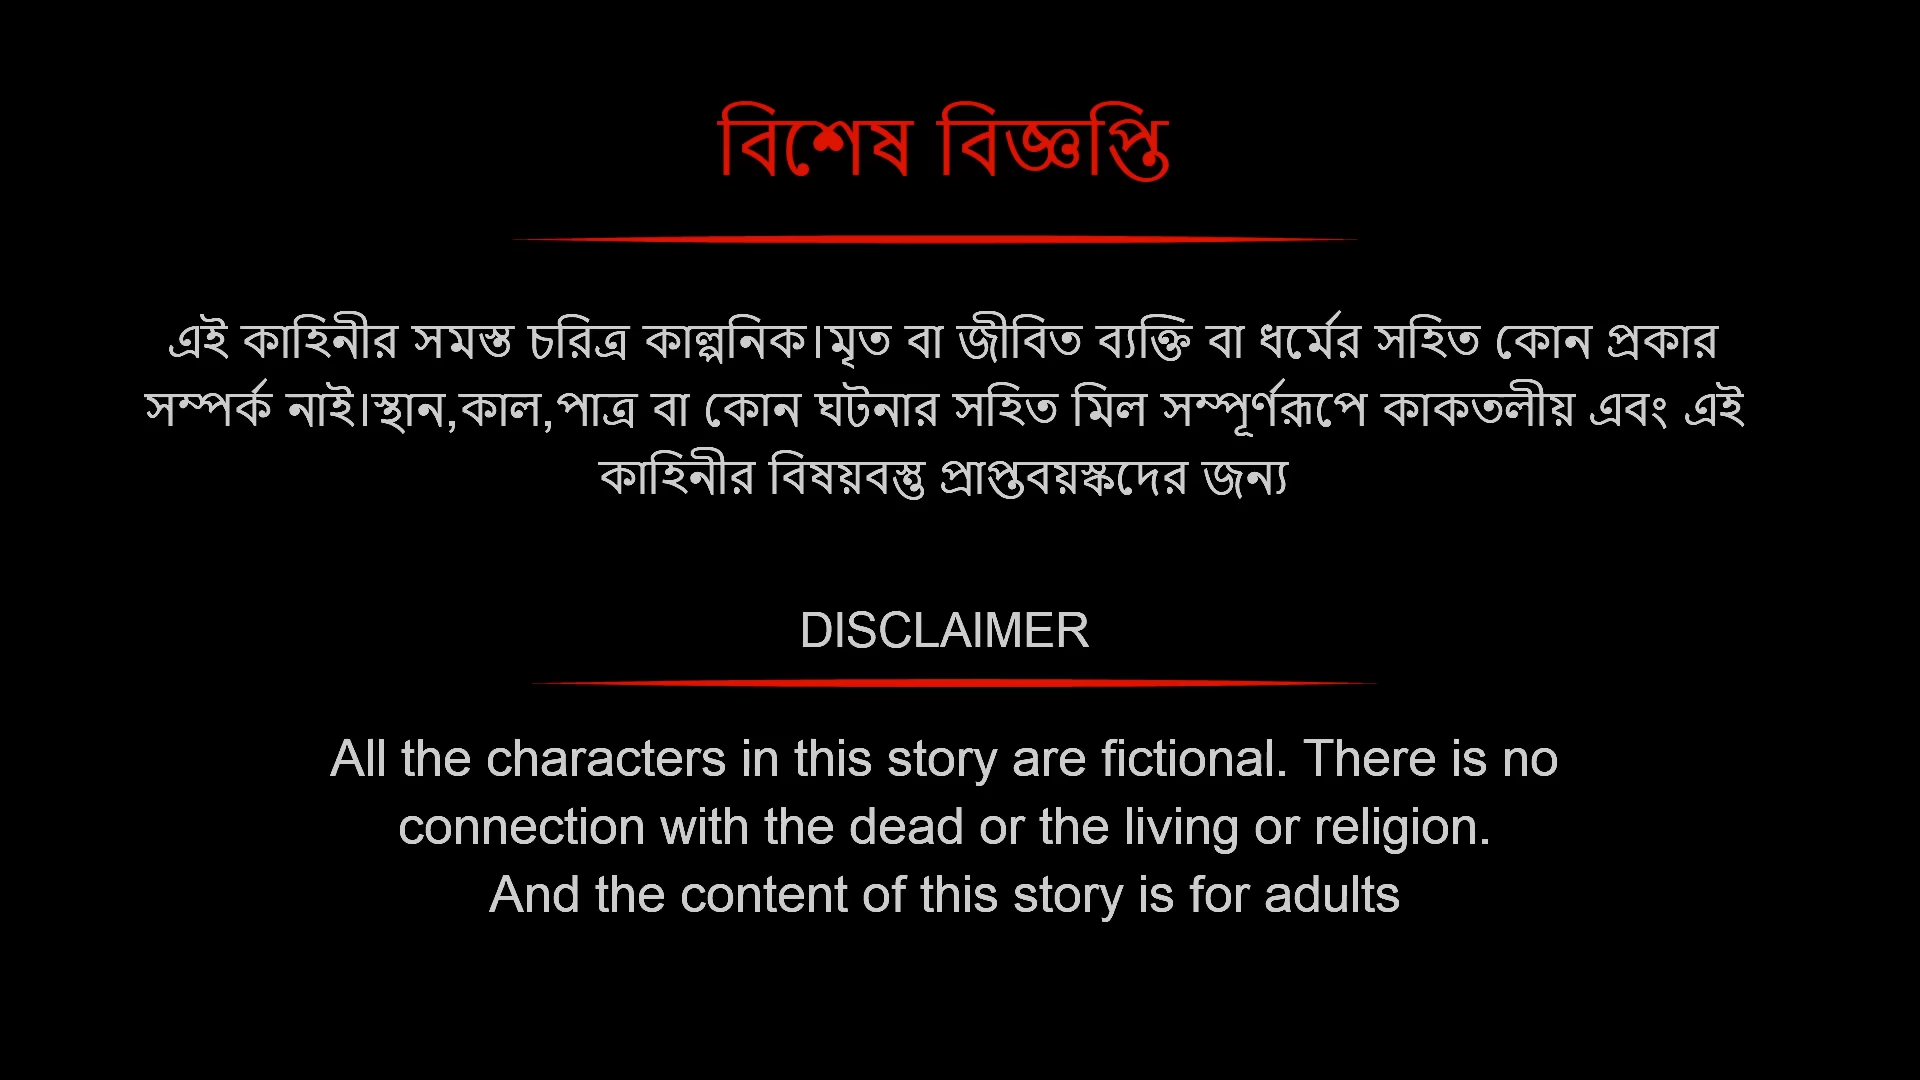 বিশেষ বিজ্ঞপ্তি
এই কাহিনীর সমস্ত চরিত্র কাল্পনিক।মৃত বা জীবিত ব্যক্তি বা ধর্মের সহিত কোন প্রকার
সম্পর্ক নাই।স্থান,কাল,পাত্র বা কোন ঘটনার সহিত মিল সম্পূর্ণরূপে কাকতলীয় এবং এই
কাহিনীর বিষয়বস্তু প্রাপ্তবয়স্কদের জন্য
DISCLAIMER
All the characters in this story are fictional. There is no
connection with the dead or the living or religion.
And the content of this story is for adults